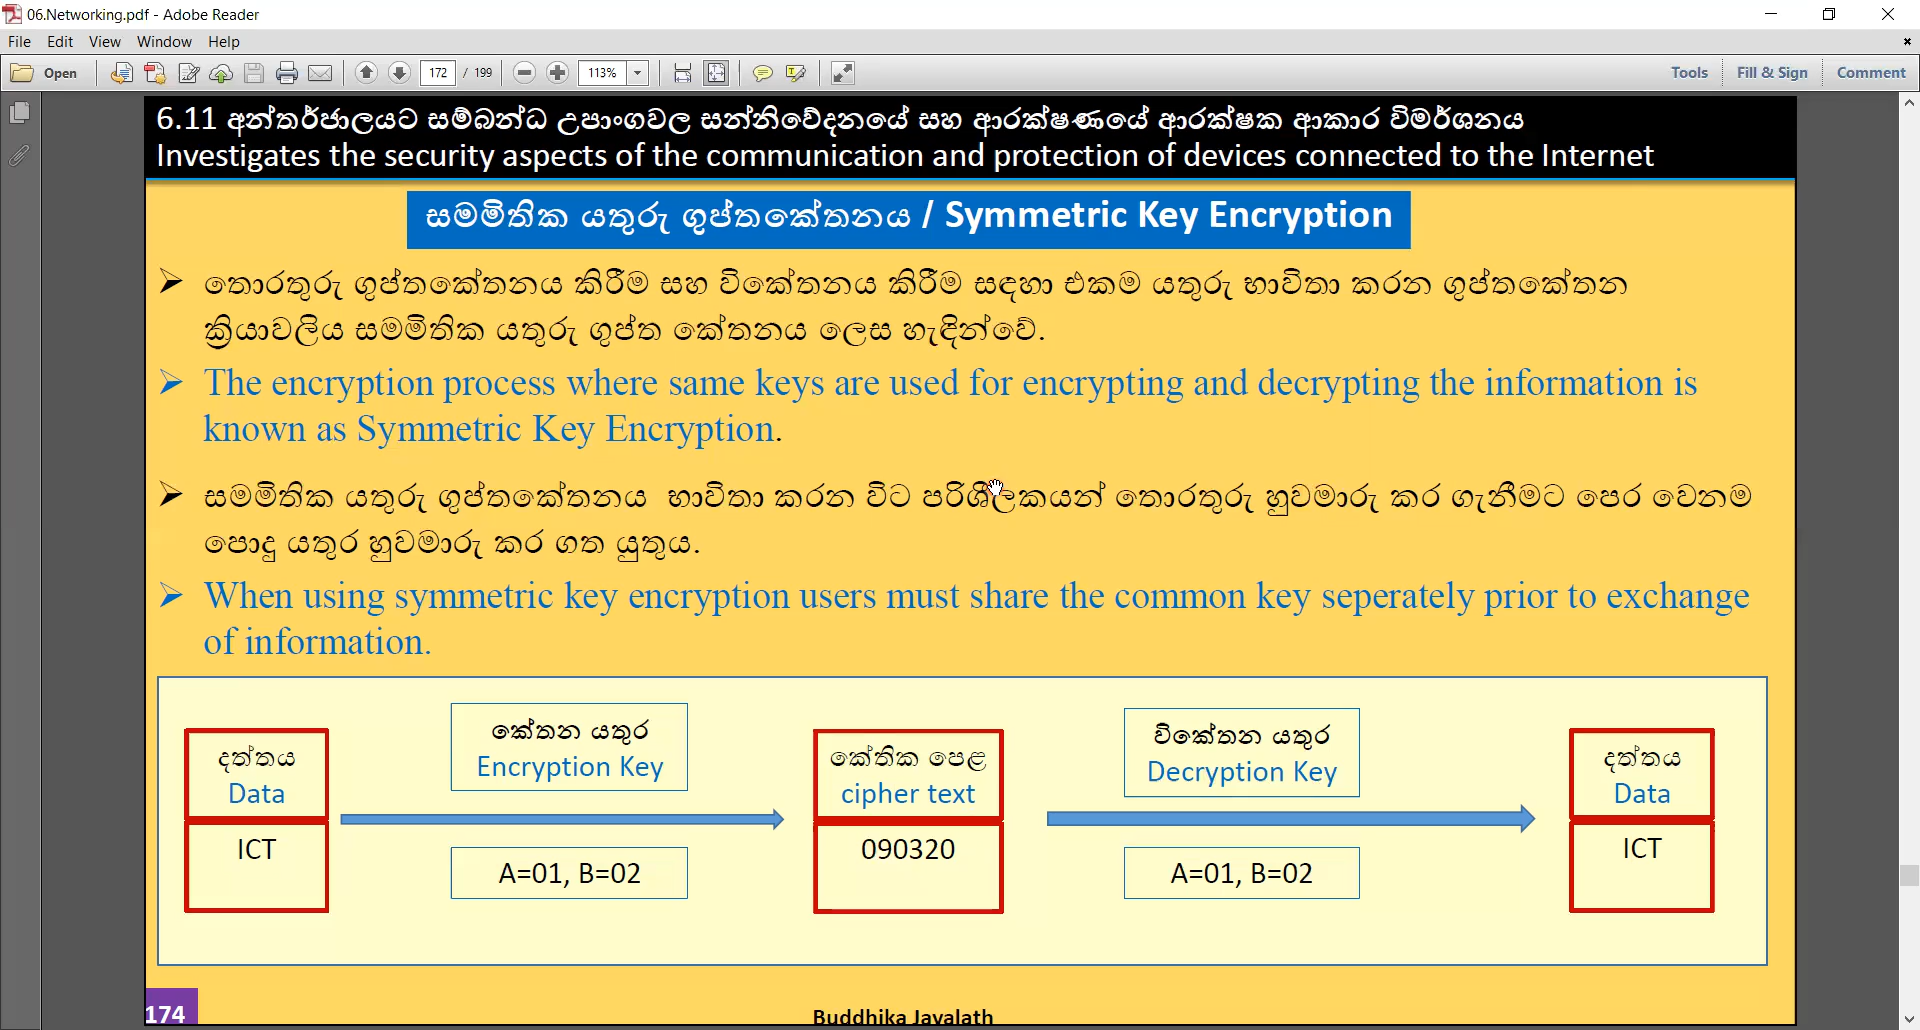 06.Networking.pdf - Adobe Reader
File Edit View Window Help
Open 172 / 199 113% Tools Fill & Sign Comment
6.11 අන්තර්ජාලයට සම්බන්ධ උපාංගවල සන්නිවේදනයේ සහ ආරක්ෂණයේ ආරක්ෂක ආකාර විමර්ශනය
Investigates the security aspects of the communication and protection of devices connected to the Internet
සමමිතික යතුරු ගුප්තකේතනය / Symmetric Key Encryption
තොරතුරු ගුප්තකේතනය කිරීම සහ විකේතනය කිරීම සඳහා එකම යතුරු භාවිතා කරන ගුප්තකේතන
ක්‍රියාවලිය සමමිතික යතුරු ගුප්ත කේතනය ලෙස හැඳින්වේ.
The encryption process where same keys are used for encrypting and decrypting the information is
known as Symmetric Key Encryption.
සමමිතික යතුරු ගුප්තකේතනය භාවිතා කරන විට පරිශීලකයන් තොරතුරු හුවමාරු කර ගැනීමට පෙර වෙනම
පොදු යතුර හුවමාරු කර ගත යුතුය.
When using symmetric key encryption users must share the common key seperately prior to exchange
of information.
දත්තය
Data
ICT
කේතන යතුර
Encryption Key
A=01, B=02
කේතික පෙළ
cipher text
090320
විකේතන යතුර
Decryption Key
A=01, B=02
දත්තය
Data
ICT
174
Buddhika Jayalath